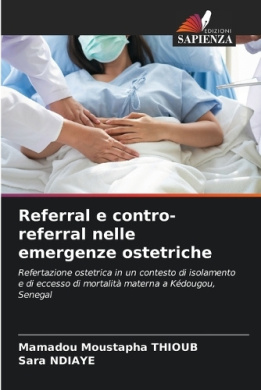 EDIZIONI
SAPIENZA
Referral e contro-
referral nelle
emergenze ostetriche
Refertazione ostetrica in un contesto di isolamento
e di eccesso di mortalità materna a Kédougou,
Senegal
Mamadou Moustapha THIOUB
Sara NDIAYE